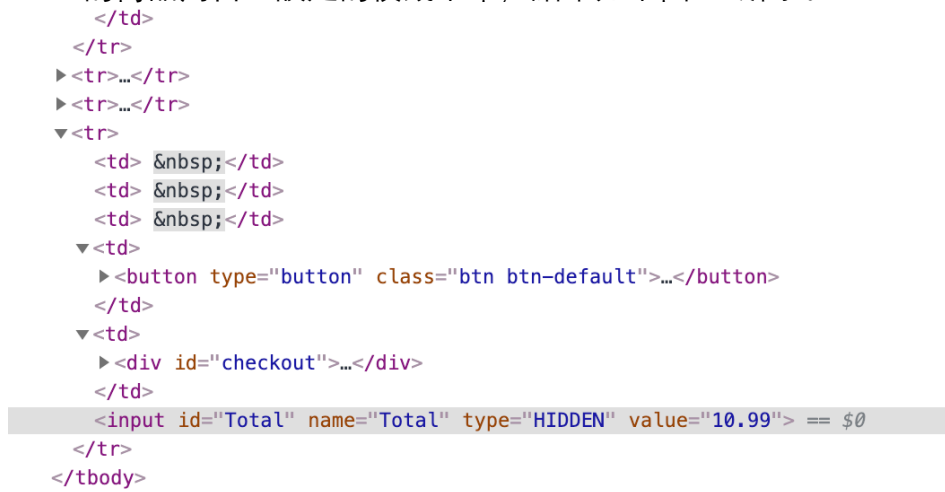 </td>
</tr>
▶<tr>…</tr>
▶<tr>…</tr>
▼<tr>
<td> &nbsp;</td>
<td> &nbsp;</td>
<td> &nbsp;</td>
▼<td>
▶<button type="button" class="btn btn-default">…</button>
</td>
▼<td>
▶<div id="checkout">…</div>
</td>
<input id="Total" name="Total" type="HIDDEN" value="10.99"> == $0
</tr>
</tbody>